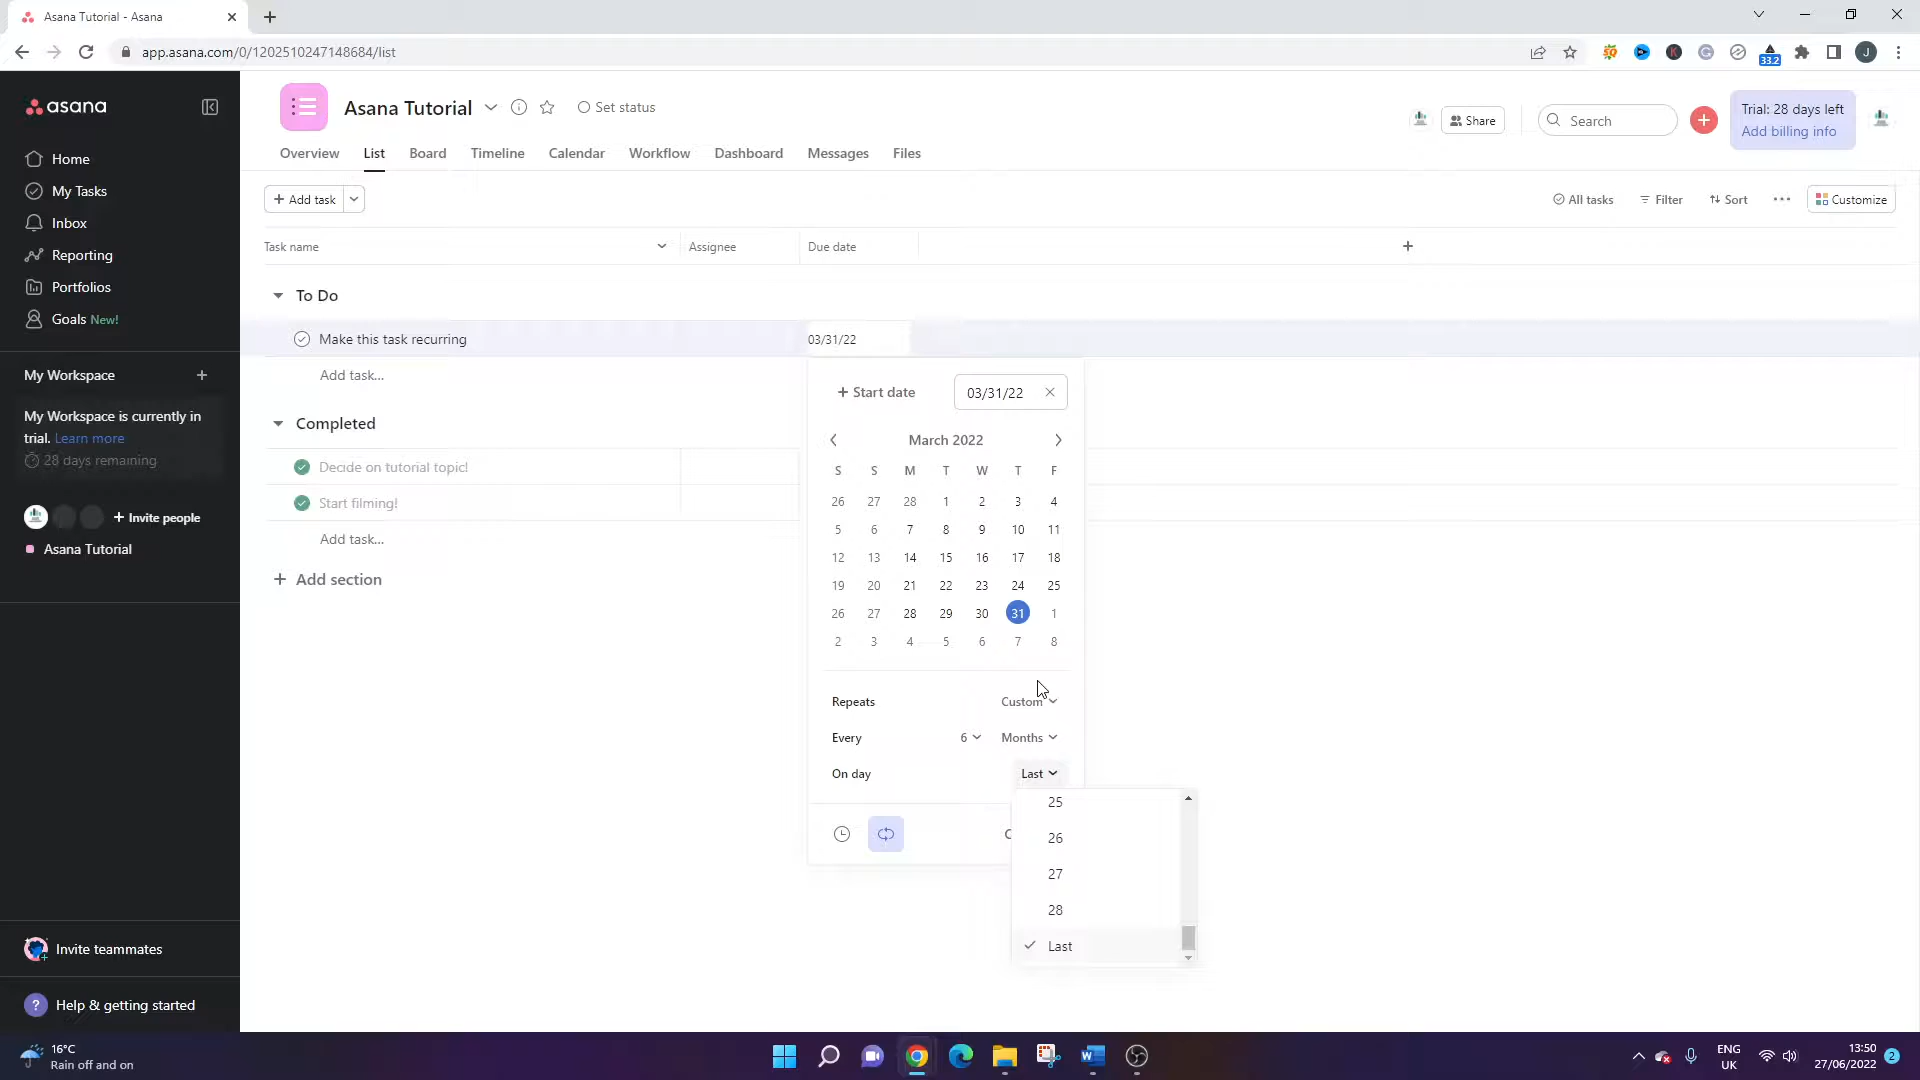 Asana Tutorial - Asana
app.asana.com/0/1202510247148684/list
33.2
J
asana
Home
My Tasks
Inbox
Reporting
Portfolios
Goals New!
My Workspace
My Workspace is currently in
trial. Learn more
28 days remaining
Invite people
Asana Tutorial
Invite teammates
? Help & getting started
Asana Tutorial
Set status
Share
Search
Trial: 28 days left
Add billing info
Overview List Board Timeline Calendar Workflow Dashboard Messages Files
+ Add task
All tasks
Filter
Sort
Customize
Task name
Assignee
Due date
To Do
Make this task recurring
03/31/22
Add task...
Completed
Decide on tutorial topic!
Start filming!
Add task...
+ Add section
+ Start date
03/31/22
March 2022
S S M T W T F
26 27 28 1 2 3 4
5 6 7 8 9 10 11
12 13 14 15 16 17 18
19 20 21 22 23 24 25
26 27 28 29 30 31 1
2 3 4 5 6 7 8
Repeats Custom
Every 6 Months
On day Last
25
26
27
28
Last
16°C
Rain off and on
ENG
UK
13:50
27/06/2022
2